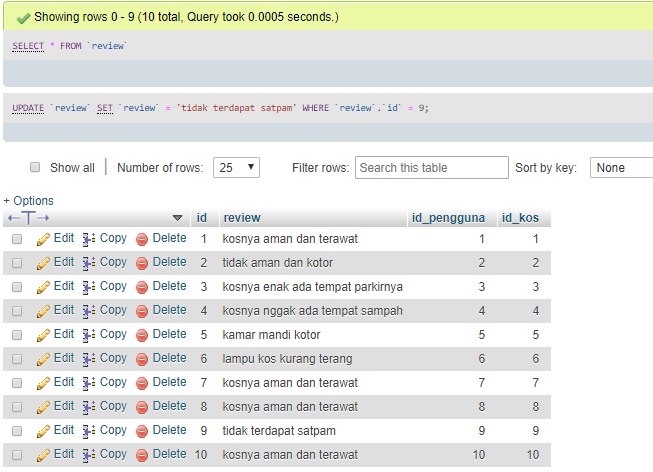 Showing rows 0 - 9 (10 total, Query took 0.0005 seconds.)
SELECT * FROM `review`
UPDATE `review` SET `review` = 'tidak terdapat satpam' WHERE `review`.`id` = 9;
Show all Number of rows: 25 Filter rows: Search this table Sort by key: None
+ Options
id review id_pengguna id_kos
Edit Copy Delete 1 kosnya aman dan terawat 1 1
Edit Copy Delete 2 tidak aman dan kotor 2 2
Edit Copy Delete 3 kosnya enak ada tempat parkirnya 3 3
Edit Copy Delete 4 kosnya nggak ada tempat sampah 4 4
Edit Copy Delete 5 kamar mandi kotor 5 5
Edit Copy Delete 6 lampu kos kurang terang 6 6
Edit Copy Delete 7 kosnya aman dan terawat 7 7
Edit Copy Delete 8 kosnya aman dan terawat 8 8
Edit Copy Delete 9 tidak terdapat satpam 9 9
Edit Copy Delete 10 kosnya aman dan terawat 10 10